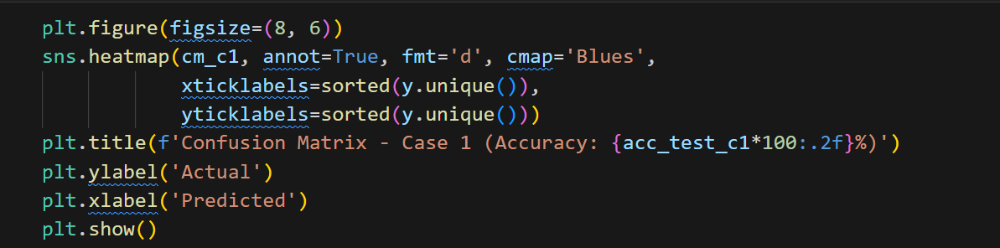 plt.figure(figsize=(8, 6))
sns.heatmap(cm_c1, annot=True, fmt='d', cmap='Blues',
            xticklabels=sorted(y.unique()),
            yticklabels=sorted(y.unique()))
plt.title(f'Confusion Matrix - Case 1 (Accuracy: {acc_test_c1*100:.2f}%)')
plt.ylabel('Actual')
plt.xlabel('Predicted')
plt.show()